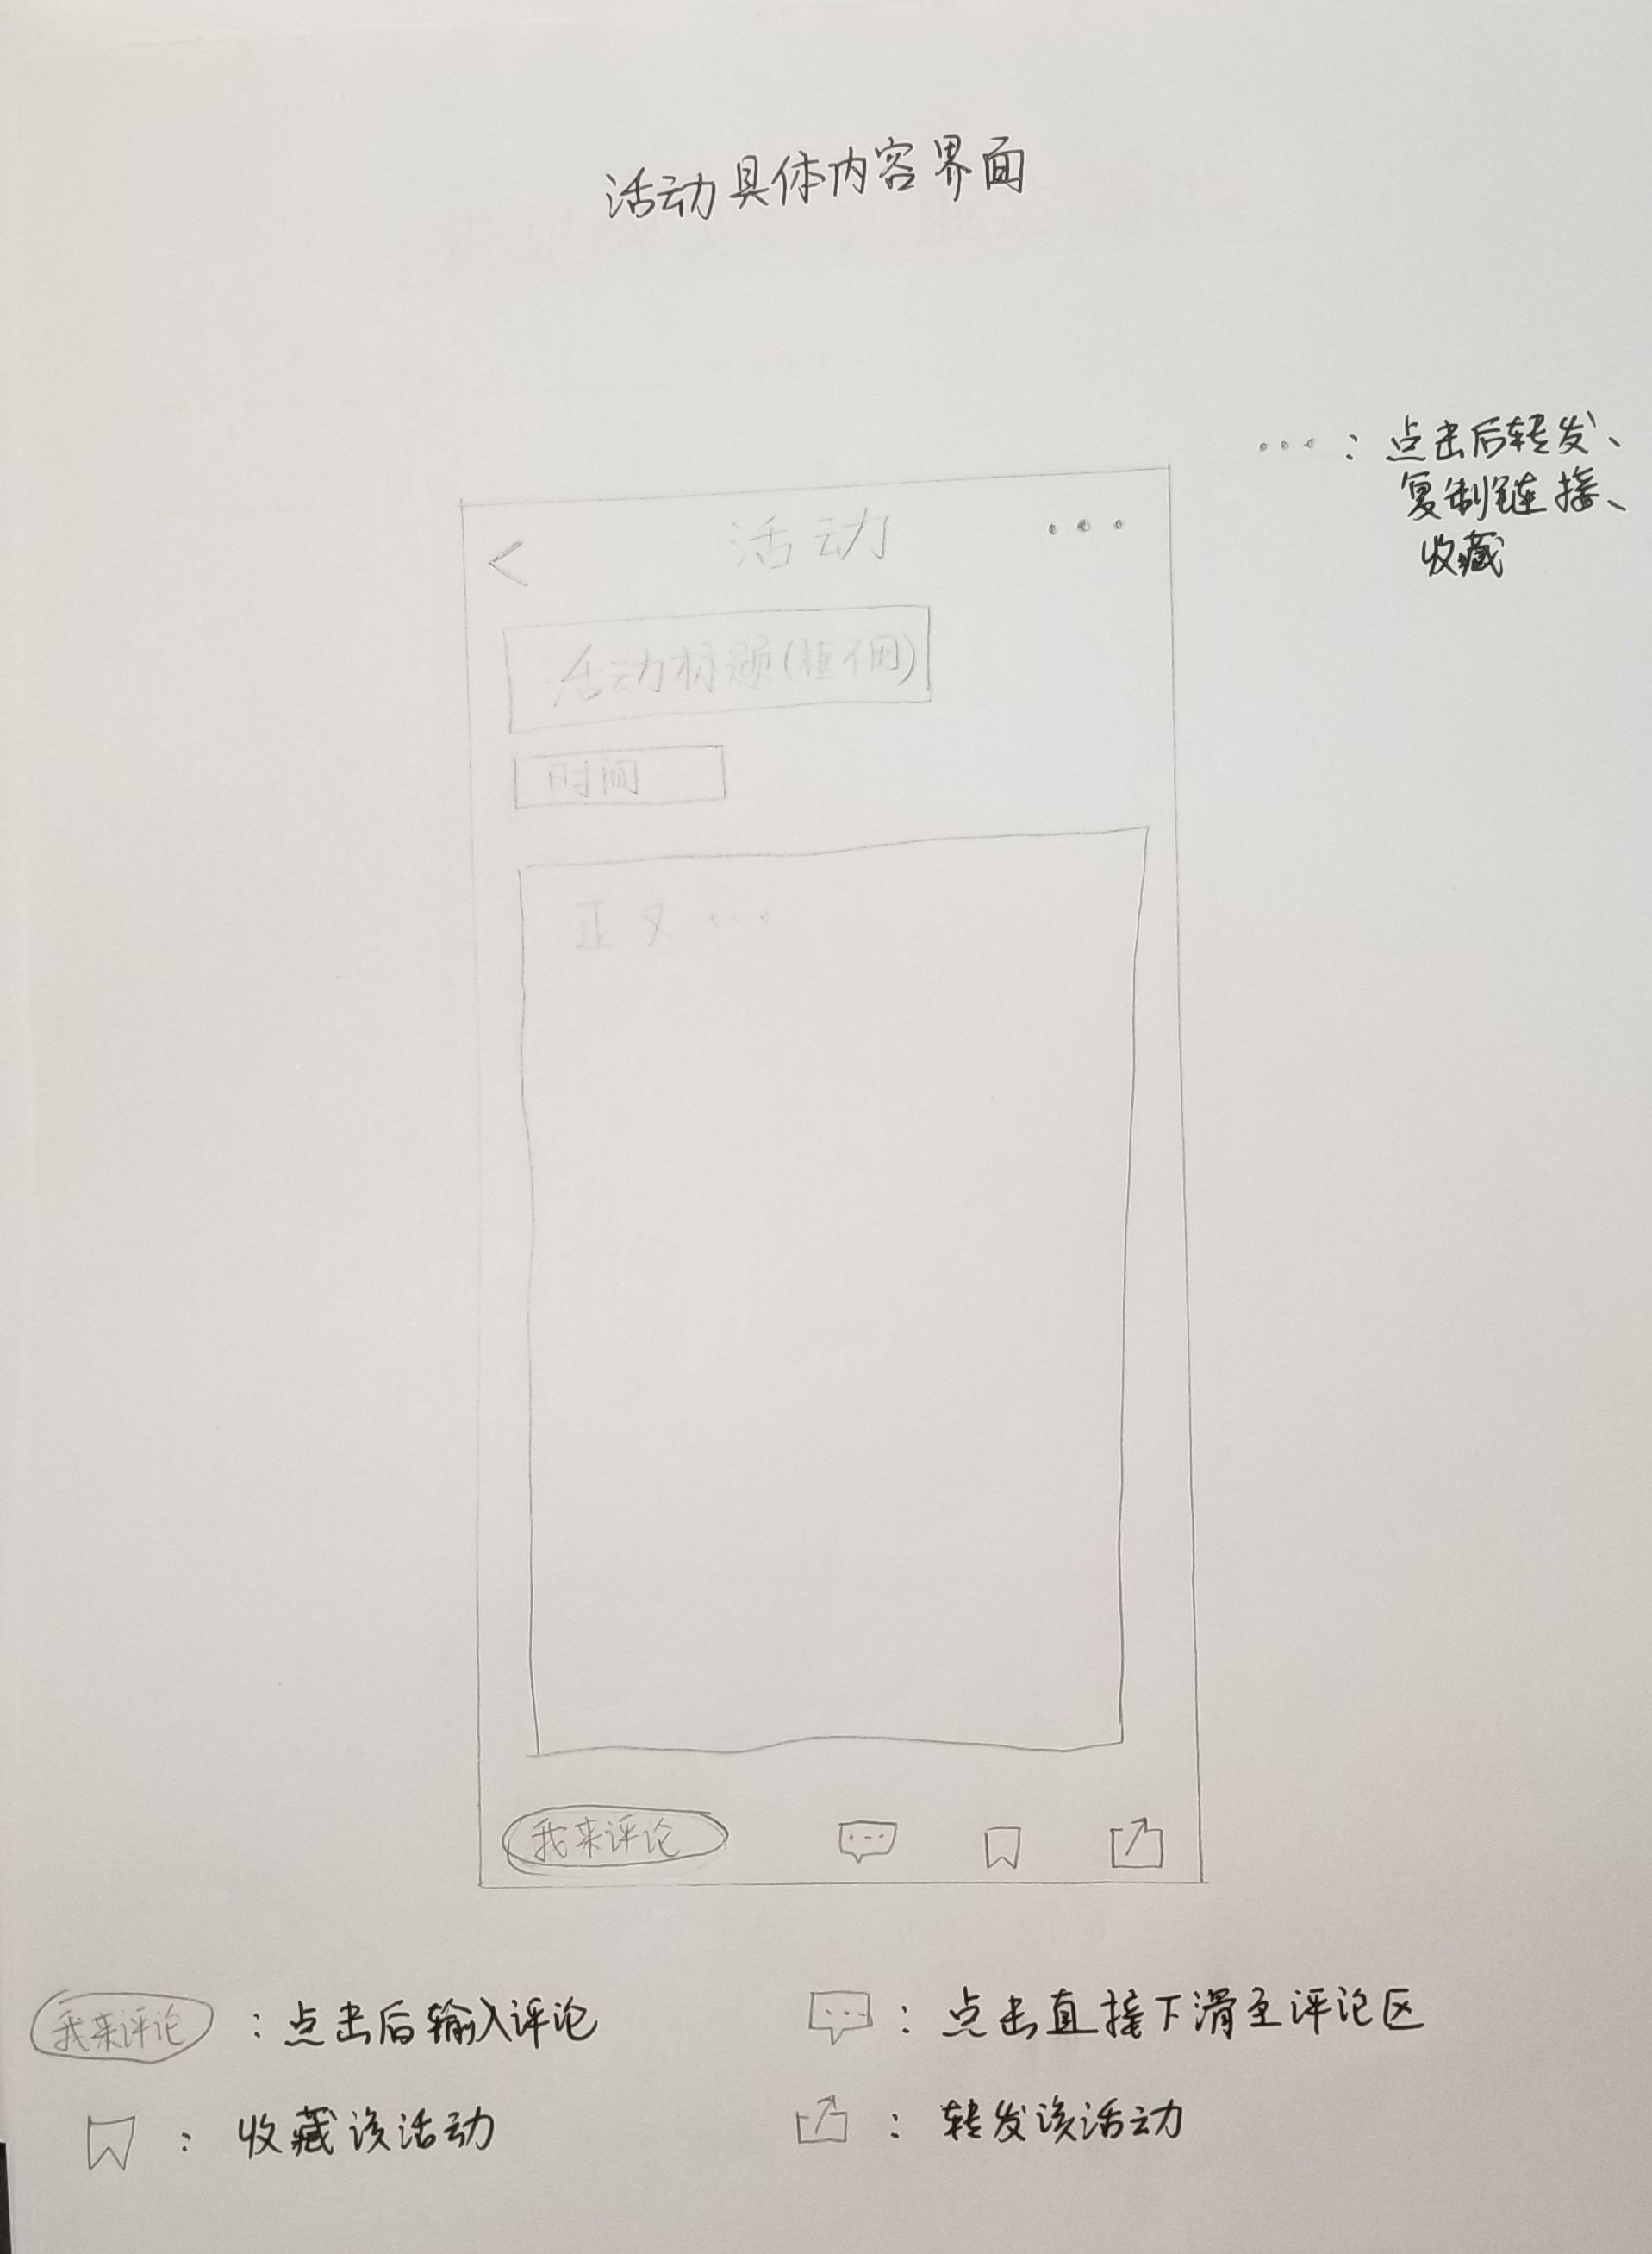 活动具体内容界面
... : 点击后转发、
复制链接、
收藏
< 活动 ...
活动标题(框不用)
时间
正文 ...
我来评论
我来评论 : 点击后输入评论
... : 点击直接下滑至评论区
: 收藏该活动
: 转发该活动